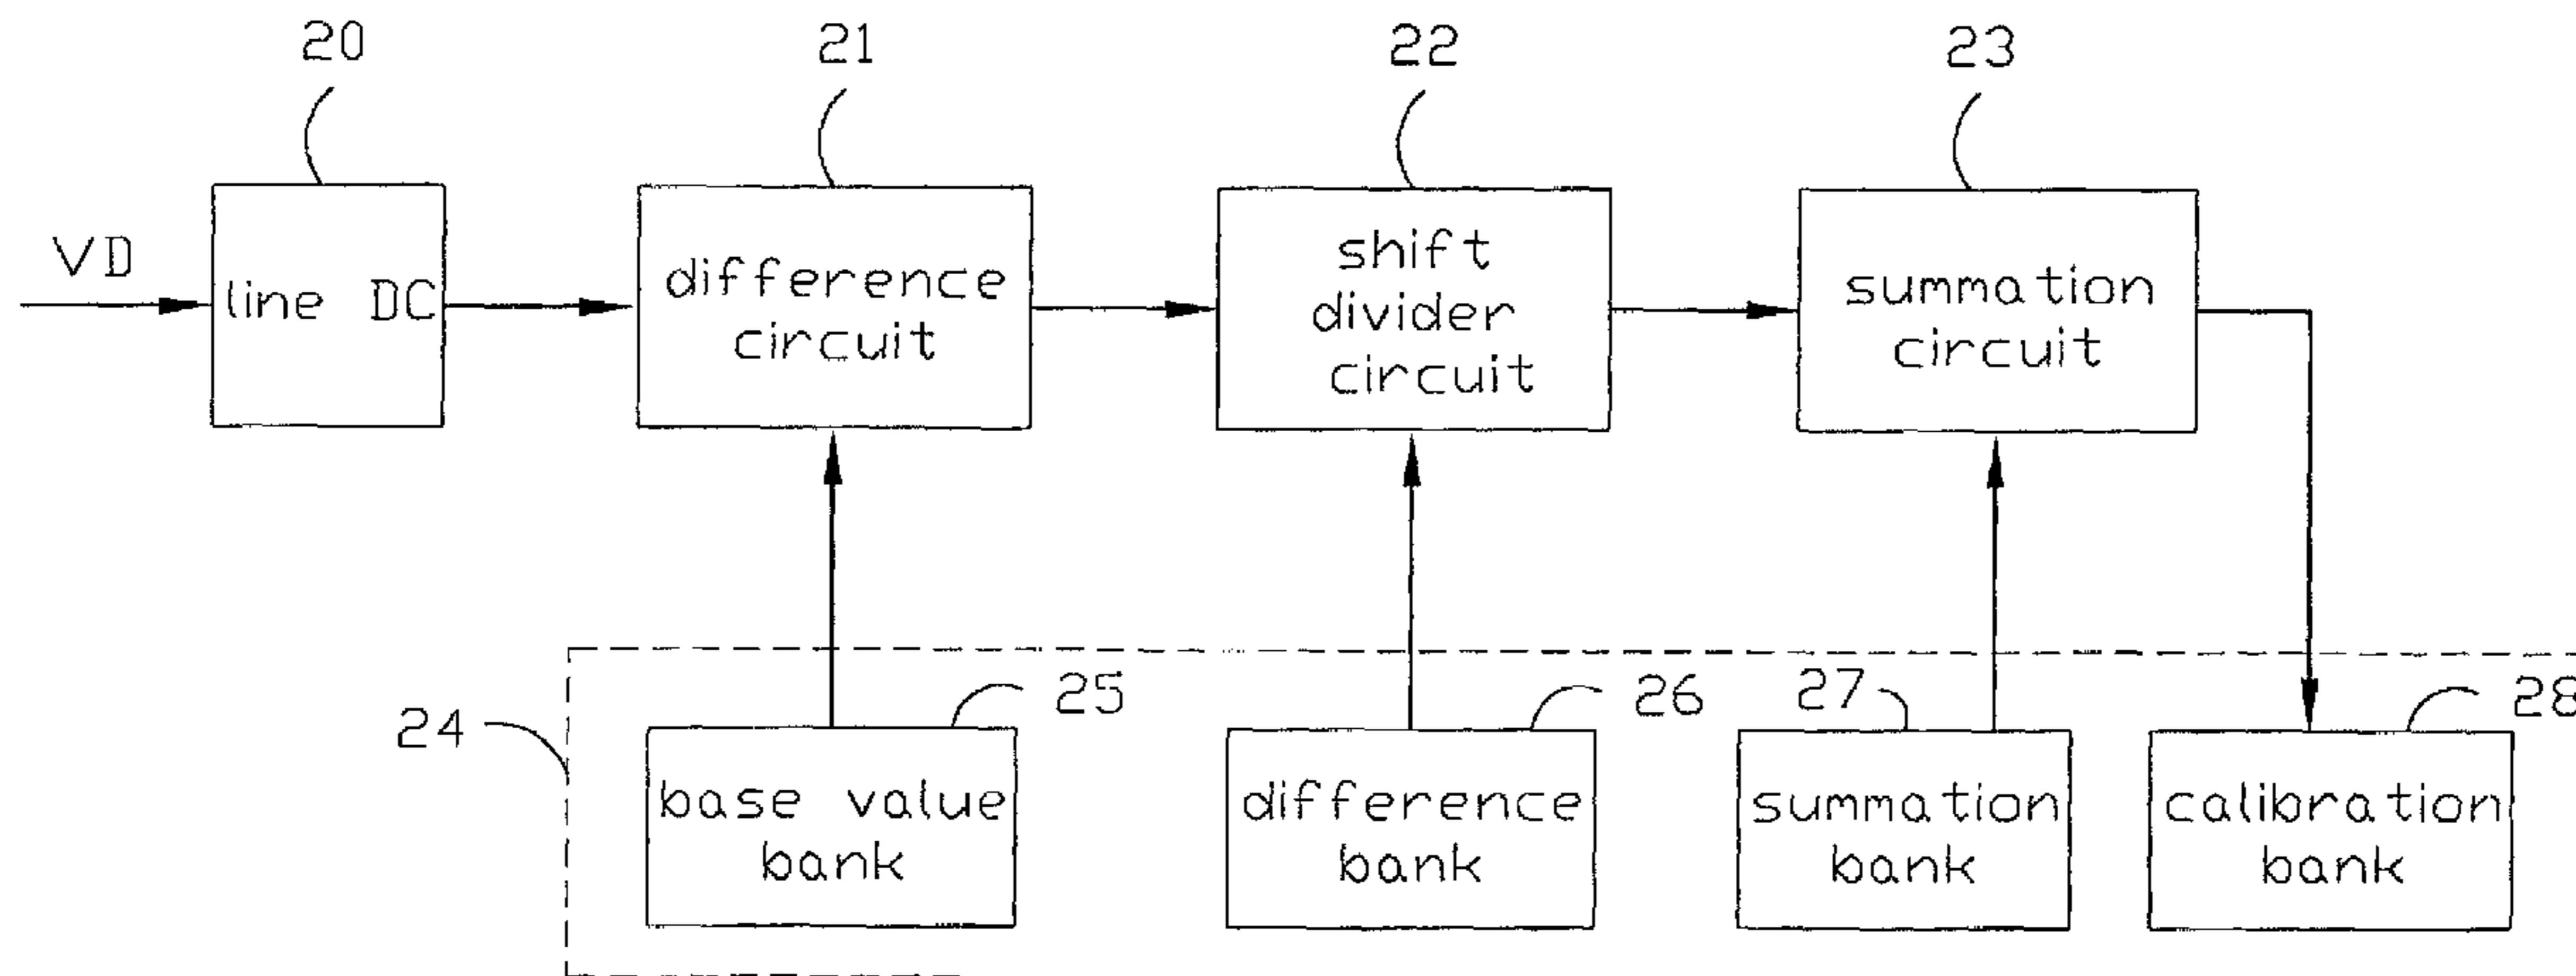 20
21
22
23
VD
line DC
difference
circuit
shift
divider
circuit
summation
circuit
24
25
26
27
28
base value
bank
difference
bank
summation
bank
calibration
bank